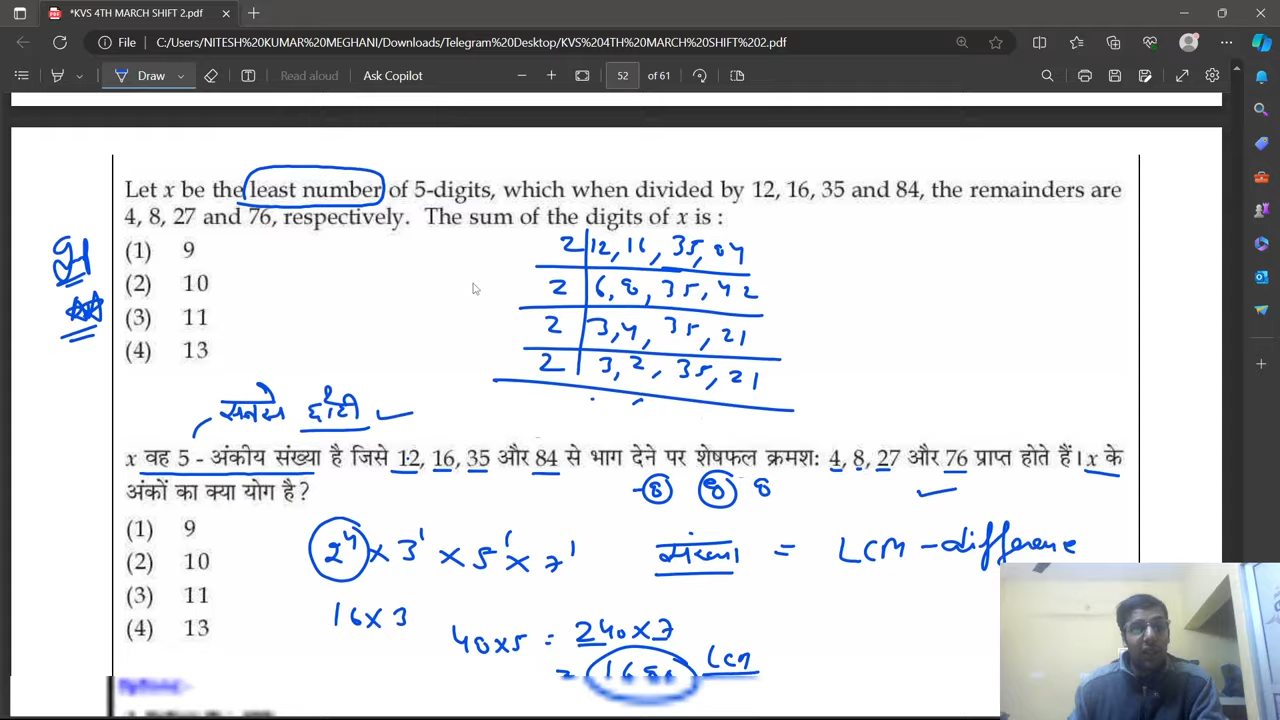 *KVS 4TH MARCH SHIFT 2.pdf
File C:/Users/NITESH%20KUMAR%20MEGHANI/Downloads/Telegram%20Desktop/KVS%204TH%20MARCH%20SHIFT%202.pdf
Draw Read aloud Ask Copilot 52 of 61
Let x be the least number of 5-digits, which when divided by 12, 16, 35 and 84, the remainders are
4, 8, 27 and 76, respectively. The sum of the digits of x is :
(1) 9
(2) 10
(3) 11
(4) 13
2 12, 16, 35, 84
2 6, 8, 35, 42
2 3, 4, 35, 21
2 3, 2, 35, 21
सबसे छोटी
x वह 5 - अंकीय संख्या है जिसे 12, 16, 35 और 84 से भाग देने पर शेषफल क्रमश: 4, 8, 27 और 76 प्राप्त होते हैं। x के
अंकों का क्या योग है?
8 8 8
(1) 9
(2) 10
(3) 11
(4) 13
2⁴ × 3¹ × 5¹ × 7¹
संख्या = LCM - difference
16 × 3
40 × 5 = 240 × 7
= 1680 LCM